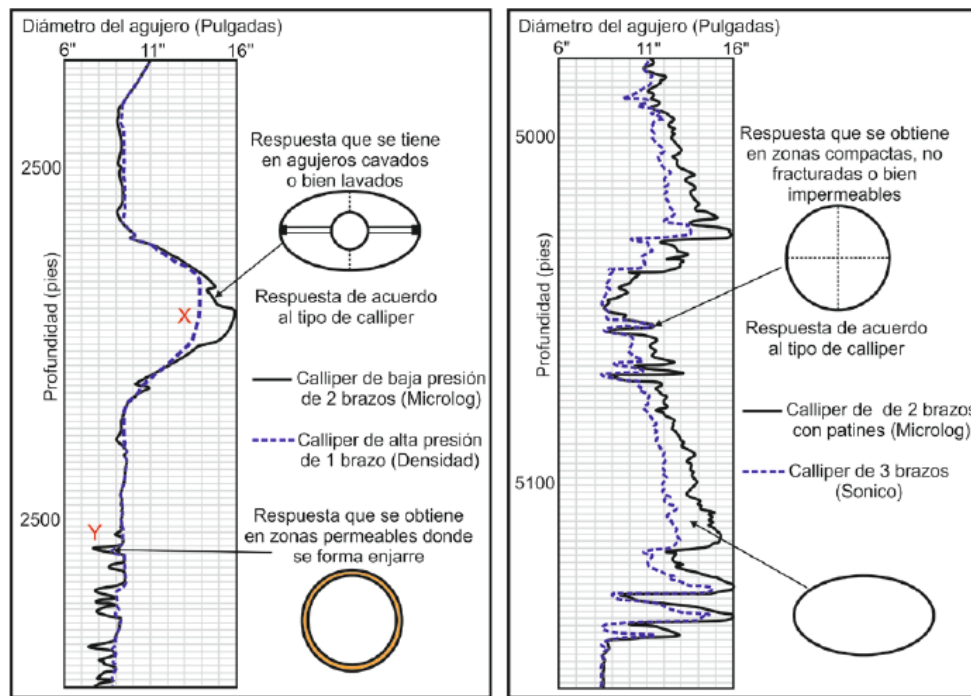 Diámetro del agujero (Pulgadas)
6" 11" 16"
2500
Profundidad (pies)
2500
X
Y
Respuesta que se tiene
en agujeros cavados
o bien lavados
Respuesta de acuerdo
al tipo de calliper
Calliper de baja presión
de 2 brazos (Microlog)
Calliper de alta presión
de 1 brazo (Densidad)
Respuesta que se obtiene
en zonas permeables donde
se forma enjarre
Diámetro del agujero (Pulgadas)
6" 11" 16"
5000
Profundidad (pies)
5100
Respuesta que se obtiene
en zonas compactas, no
fracturadas o bien
impermeables
Respuesta de acuerdo
al tipo de calliper
Calliper de de 2 brazos
con patines (Microlog)
Calliper de 3 brazos
(Sonico)